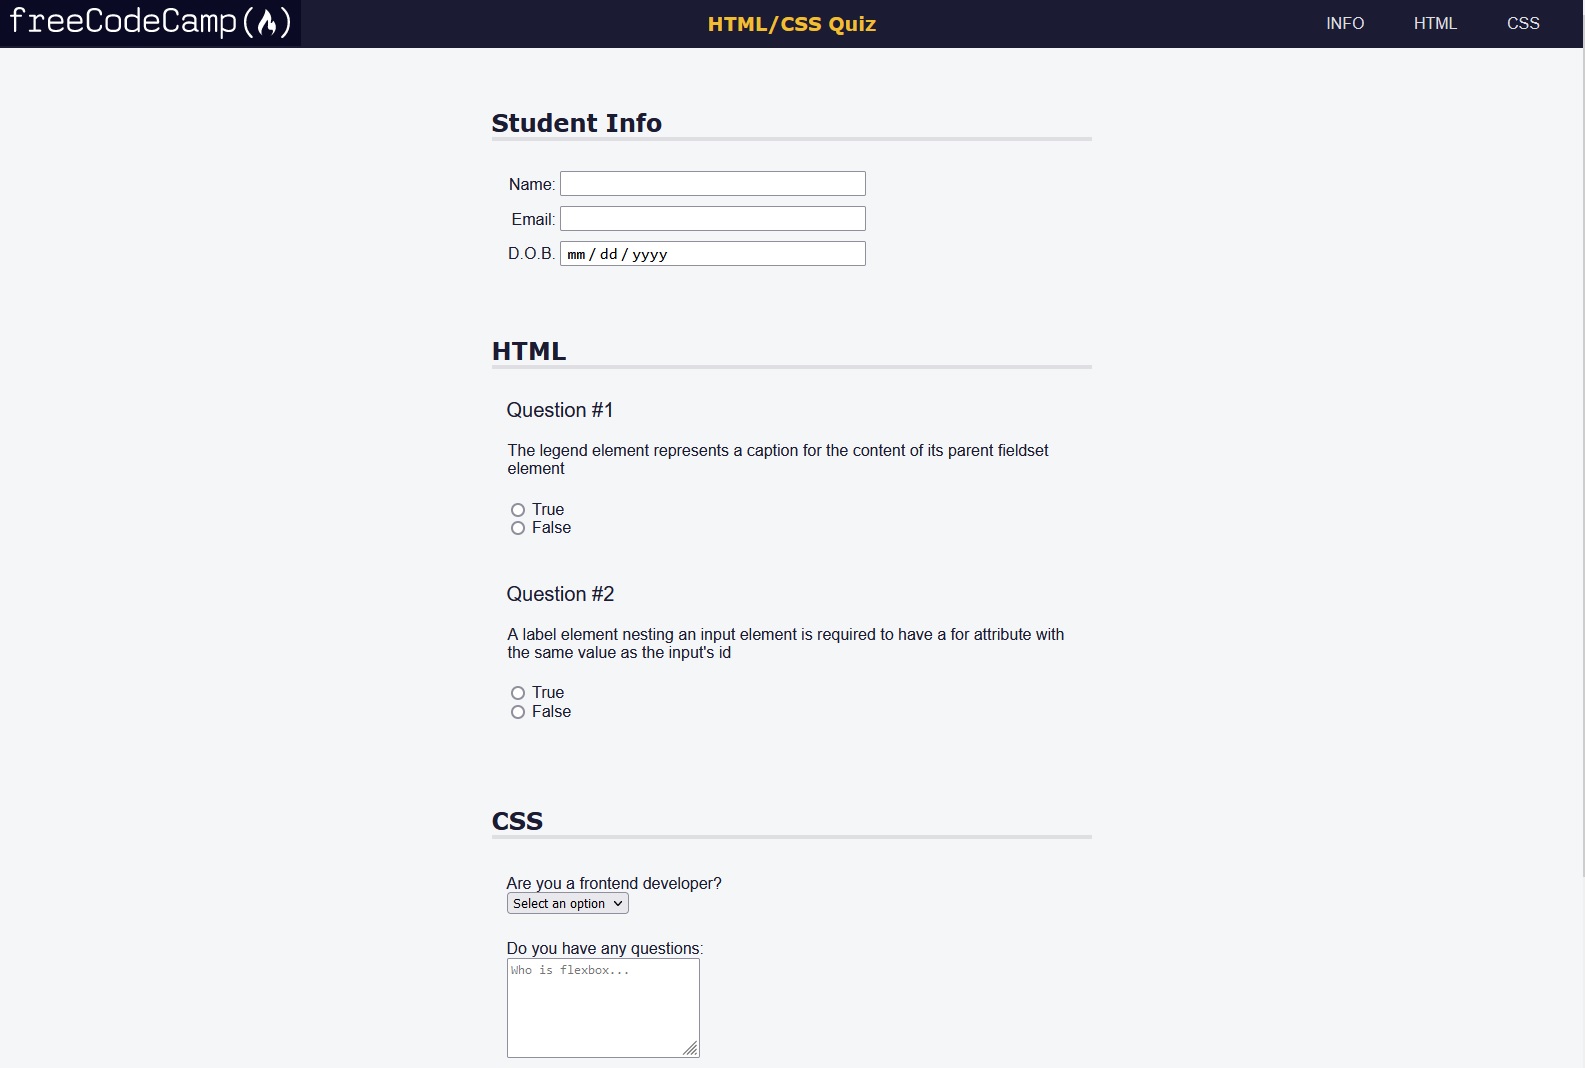 freeCodeCamp(🔥)
HTML/CSS Quiz
INFO
HTML
CSS
Student Info
Name:
Email:
D.O.B. mm / dd / yyyy
HTML
Question #1
The legend element represents a caption for the content of its parent fieldset
element
True
False
Question #2
A label element nesting an input element is required to have a for attribute with
the same value as the input's id
True
False
CSS
Are you a frontend developer?
Select an option
Do you have any questions:
Who is flexbox...